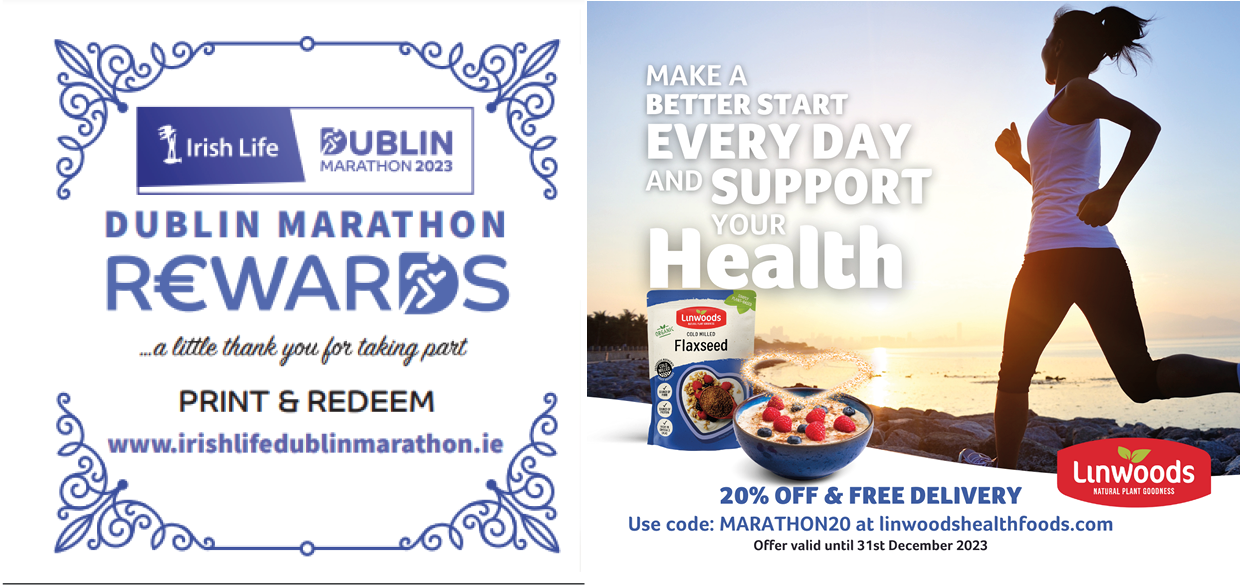 Irish Life
DUBLIN
MARATHON 2023
DUBLIN MARATHON
R€WARDS
...a little thank you for taking part
PRINT & REDEEM
www.irishlifedublinmarathon.ie
MAKE A
BETTER START
EVERY DAY
AND SUPPORT
YOUR
Health
Linwoods
COLD MILLED
Flaxseed
ORGANIC
Linwoods
NATURAL PLANT GOODNESS
20% OFF & FREE DELIVERY
Use code: MARATHON20 at linwoodshealthfoods.com
Offer valid until 31st December 2023